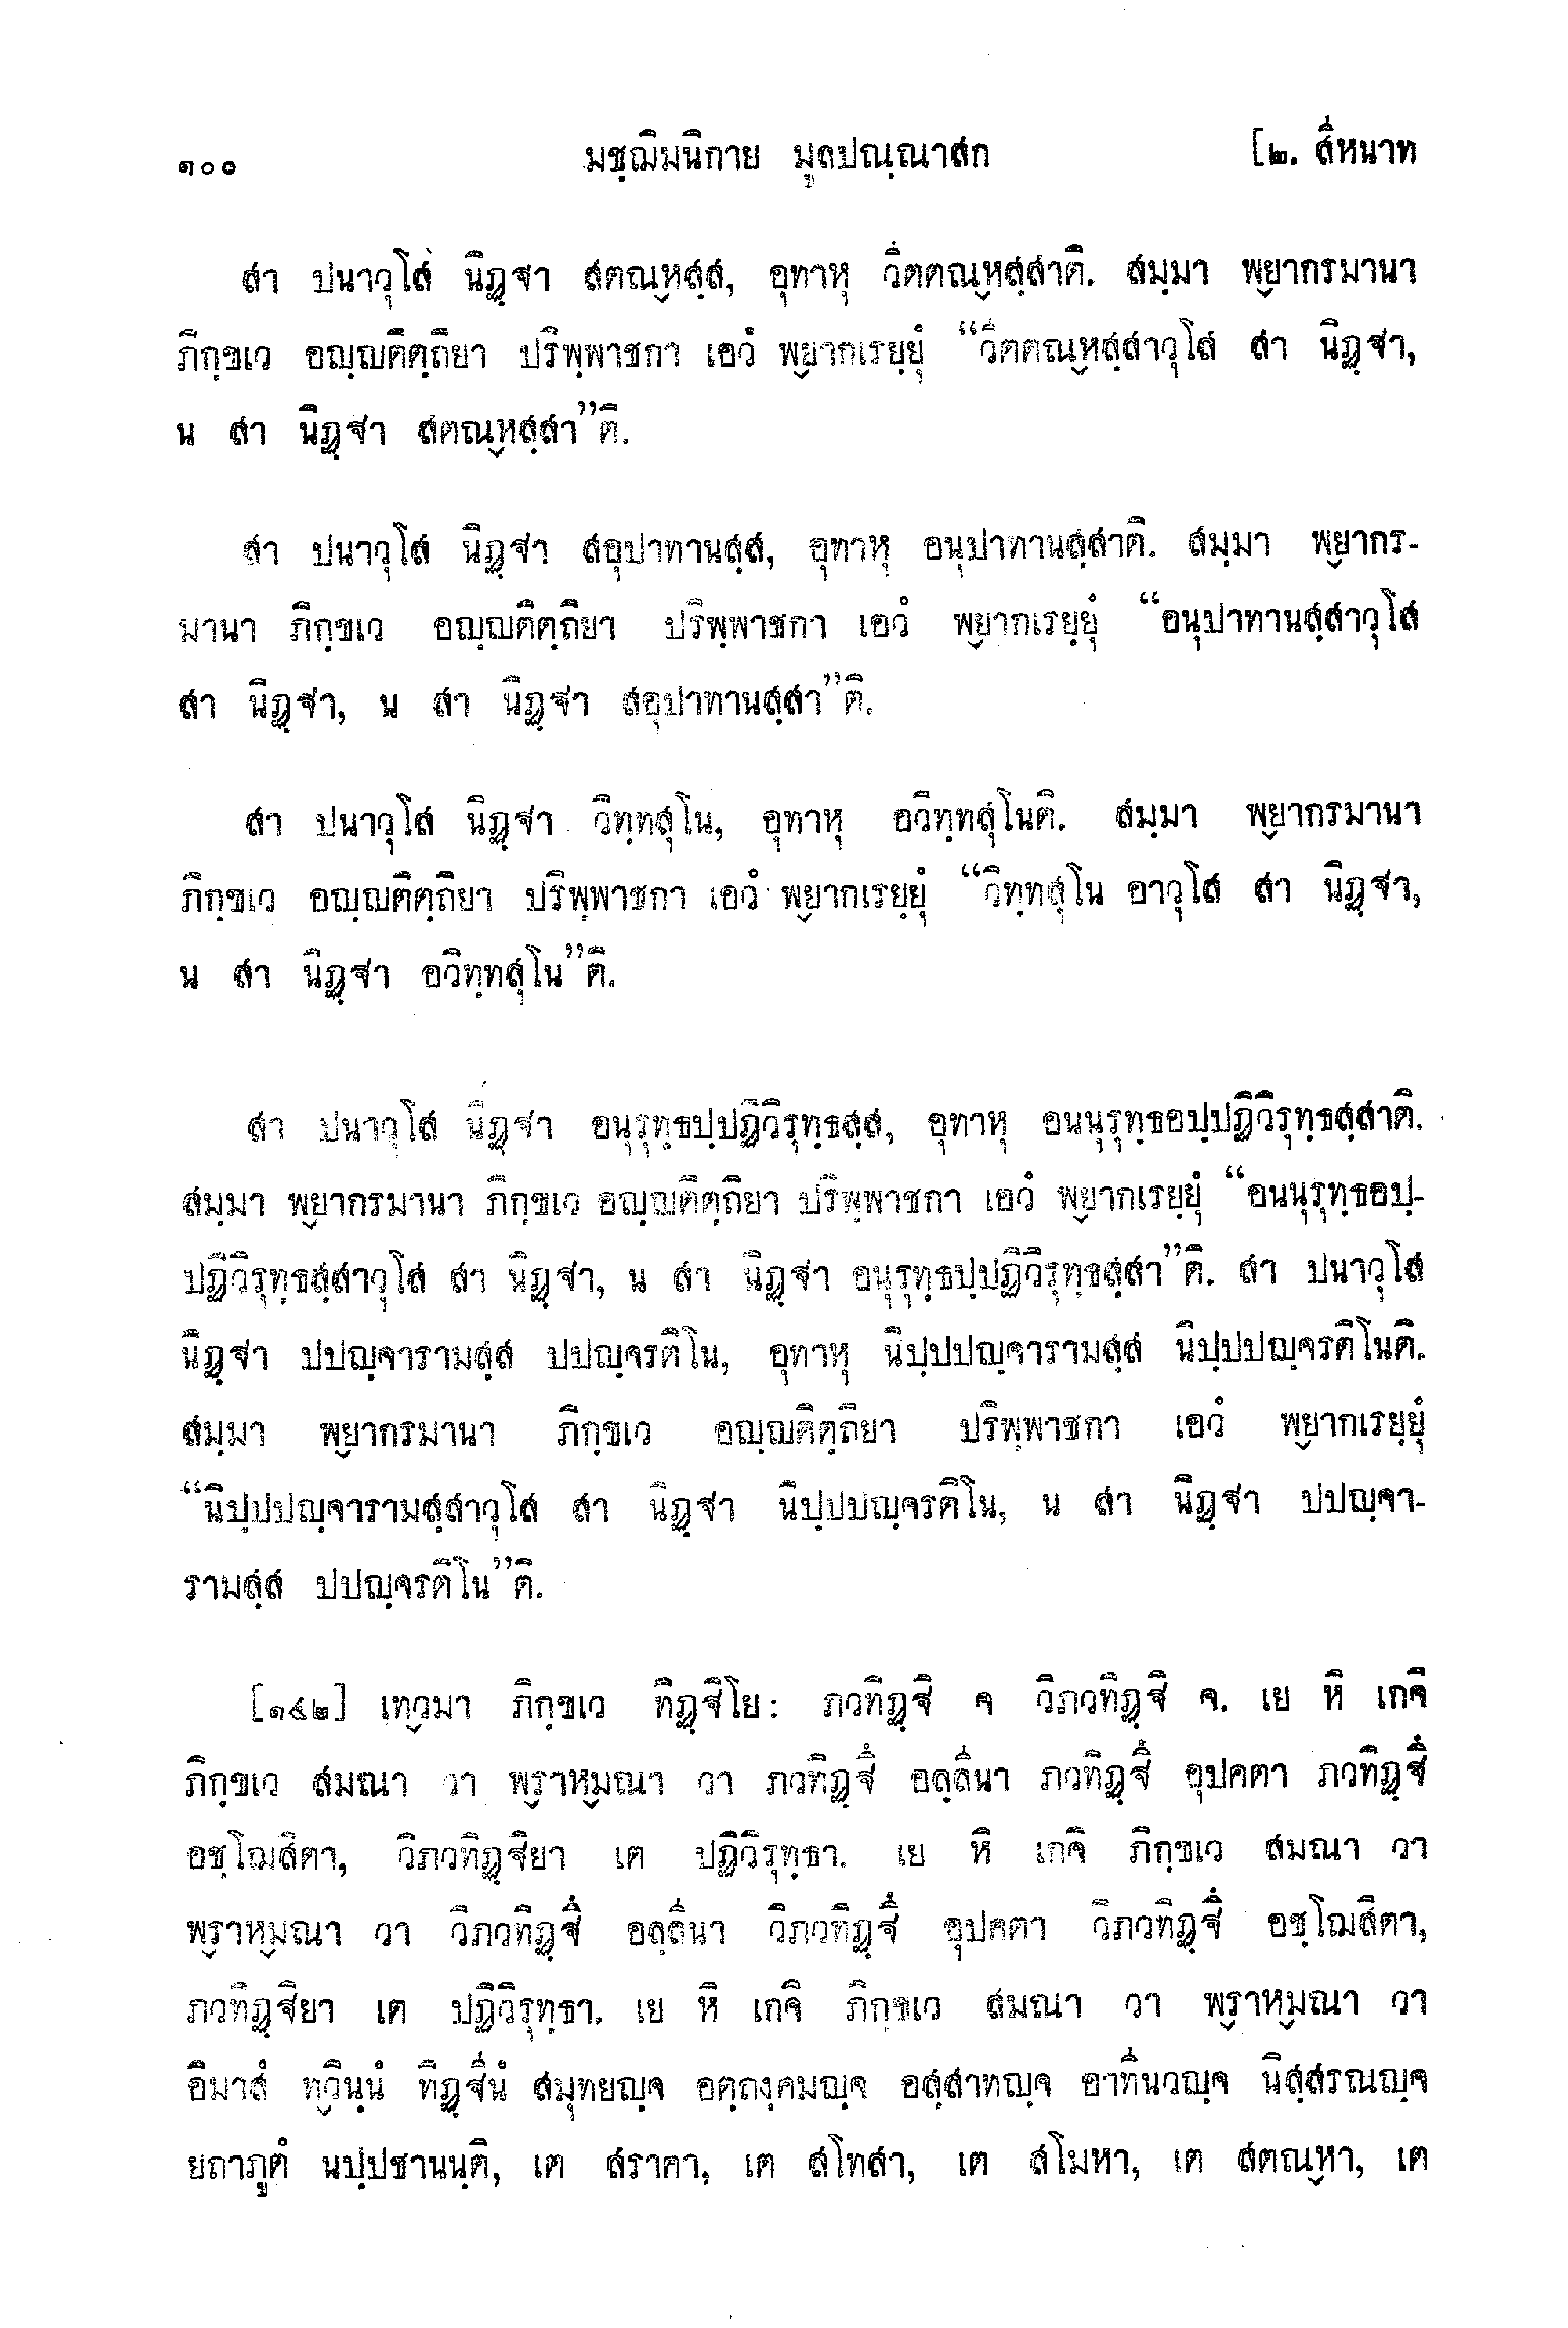 ๑๐๐ มชฺฌิมนิกาย มูลปณฺณาสก [๒. สีหนาท
สา ปนาวุโส นิฏฺฐา สตณฺหสฺส, อุทาหุ วีตตณฺหสฺสาติ. สมฺมา พฺยากรมานา
ภิกฺขเว อญฺญติตฺถิยา ปริพฺพาชกา เอวํ พฺยากเรยฺยุํ “วีตตณฺหสฺสาวุโส สา นิฏฺฐา,
น สา นิฏฺฐา สตณฺหสฺสา”ติ.
สา ปนาวุโส นิฏฺฐา สอุปาทานสฺส, อุทาหุ อนุปาทานสฺสาติ. สมฺมา พฺยากร-
มานา ภิกฺขเว อญฺญติตฺถิยา ปริพฺพาชกา เอวํ พฺยากเรยฺยุํ “อนุปาทานสฺสาวุโส
สา นิฏฺฐา, น สา นิฏฺฐา สอุปาทานสฺสา”ติ.
สา ปนาวุโส นิฏฺฐา วิทฺทสุโน, อุทาหุ อวิทฺทสุโนติ. สมฺมา พฺยากรมานา
ภิกฺขเว อญฺญติตฺถิยา ปริพฺพาชกา เอวํ พฺยากเรยฺยุํ “วิทฺทสุโน อาวุโส สา นิฏฺฐา,
น สา นิฏฺฐา อวิทฺทสุโน”ติ.
สา ปนาวุโส นิฏฺฐา อนุรุทฺธปฺปฏิวิรุทฺธสฺส, อุทาหุ อนนุรุทฺธอปฺปฏิวิรุทฺธสฺสาติ.
สมฺมา พฺยากรมานา ภิกฺขเว อญฺญติตฺถิยา ปริพฺพาชกา เอวํ พฺยากเรยฺยุํ “อนนุรุทฺธอปฺ-
ปฏิวิรุทฺธสฺสาวุโส สา นิฏฺฐา, น สา นิฏฺฐา อนุรุทฺธปฺปฏิวิรุทฺธสฺสา”ติ. สา ปนาวุโส
นิฏฺฐา ปปญฺจารามสฺส ปปญฺจรติโน, อุทาหุ นิปฺปปญฺจารามสฺส นิปฺปปญฺจรติโนติ.
สมฺมา พฺยากรมานา ภิกฺขเว อญฺญติตฺถิยา ปริพฺพาชกา เอวํ พฺยากเรยฺยุํ
“นิปฺปปญฺจารามสฺสาวุโส สา นิฏฺฐา นิปฺปปญฺจรติโน, น สา นิฏฺฐา ปปญฺจา-
รามสฺส ปปญฺจรติโน”ติ.
[๑๔๒] เทฺวมา ภิกฺขเว ทิฏฺฐิโย: ภวทิฏฺฐิ จ วิภวทิฏฺฐิ จ. เย หิ เกจิ
ภิกฺขเว สมณา วา พฺราหฺมณา วา ภวทิฏฺฐึ อลฺลีนา ภวทิฏฺฐึ อุปคตา ภวทิฏฺฐึ
อชฺโฌสิตา, วิภวทิฏฺฐิยา เต ปฏิวิรุทฺธา. เย หิ เกจิ ภิกฺขเว สมณา วา
พฺราหฺมณา วา วิภวทิฏฺฐึ อลฺลีนา วิภวทิฏฺฐึ อุปคตา วิภวทิฏฺฐึ อชฺโฌสิตา,
ภวทิฏฺฐิยา เต ปฏิวิรุทฺธา. เย หิ เกจิ ภิกฺขเว สมณา วา พฺราหฺมณา วา
อิมาสํ ทฺวินฺนํ ทิฏฺฐีนํ สมุทยญฺจ อตฺถงฺคมญฺจ อสฺสาทญฺจ อาทีนวญฺจ นิสฺสรณญฺจ
ยถาภูตํ นปฺปชานนฺติ, เต สราคา, เต สโทสา, เต สโมหา, เต สตณฺหา, เต